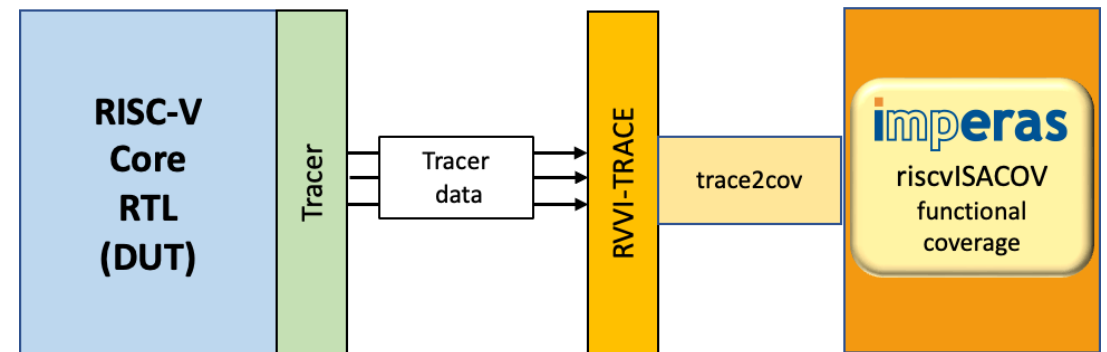 RISC-V
Core
RTL
(DUT)
Tracer
Tracer
data
RVVI-TRACE
trace2cov
imperas
riscvISACOV
functional
coverage